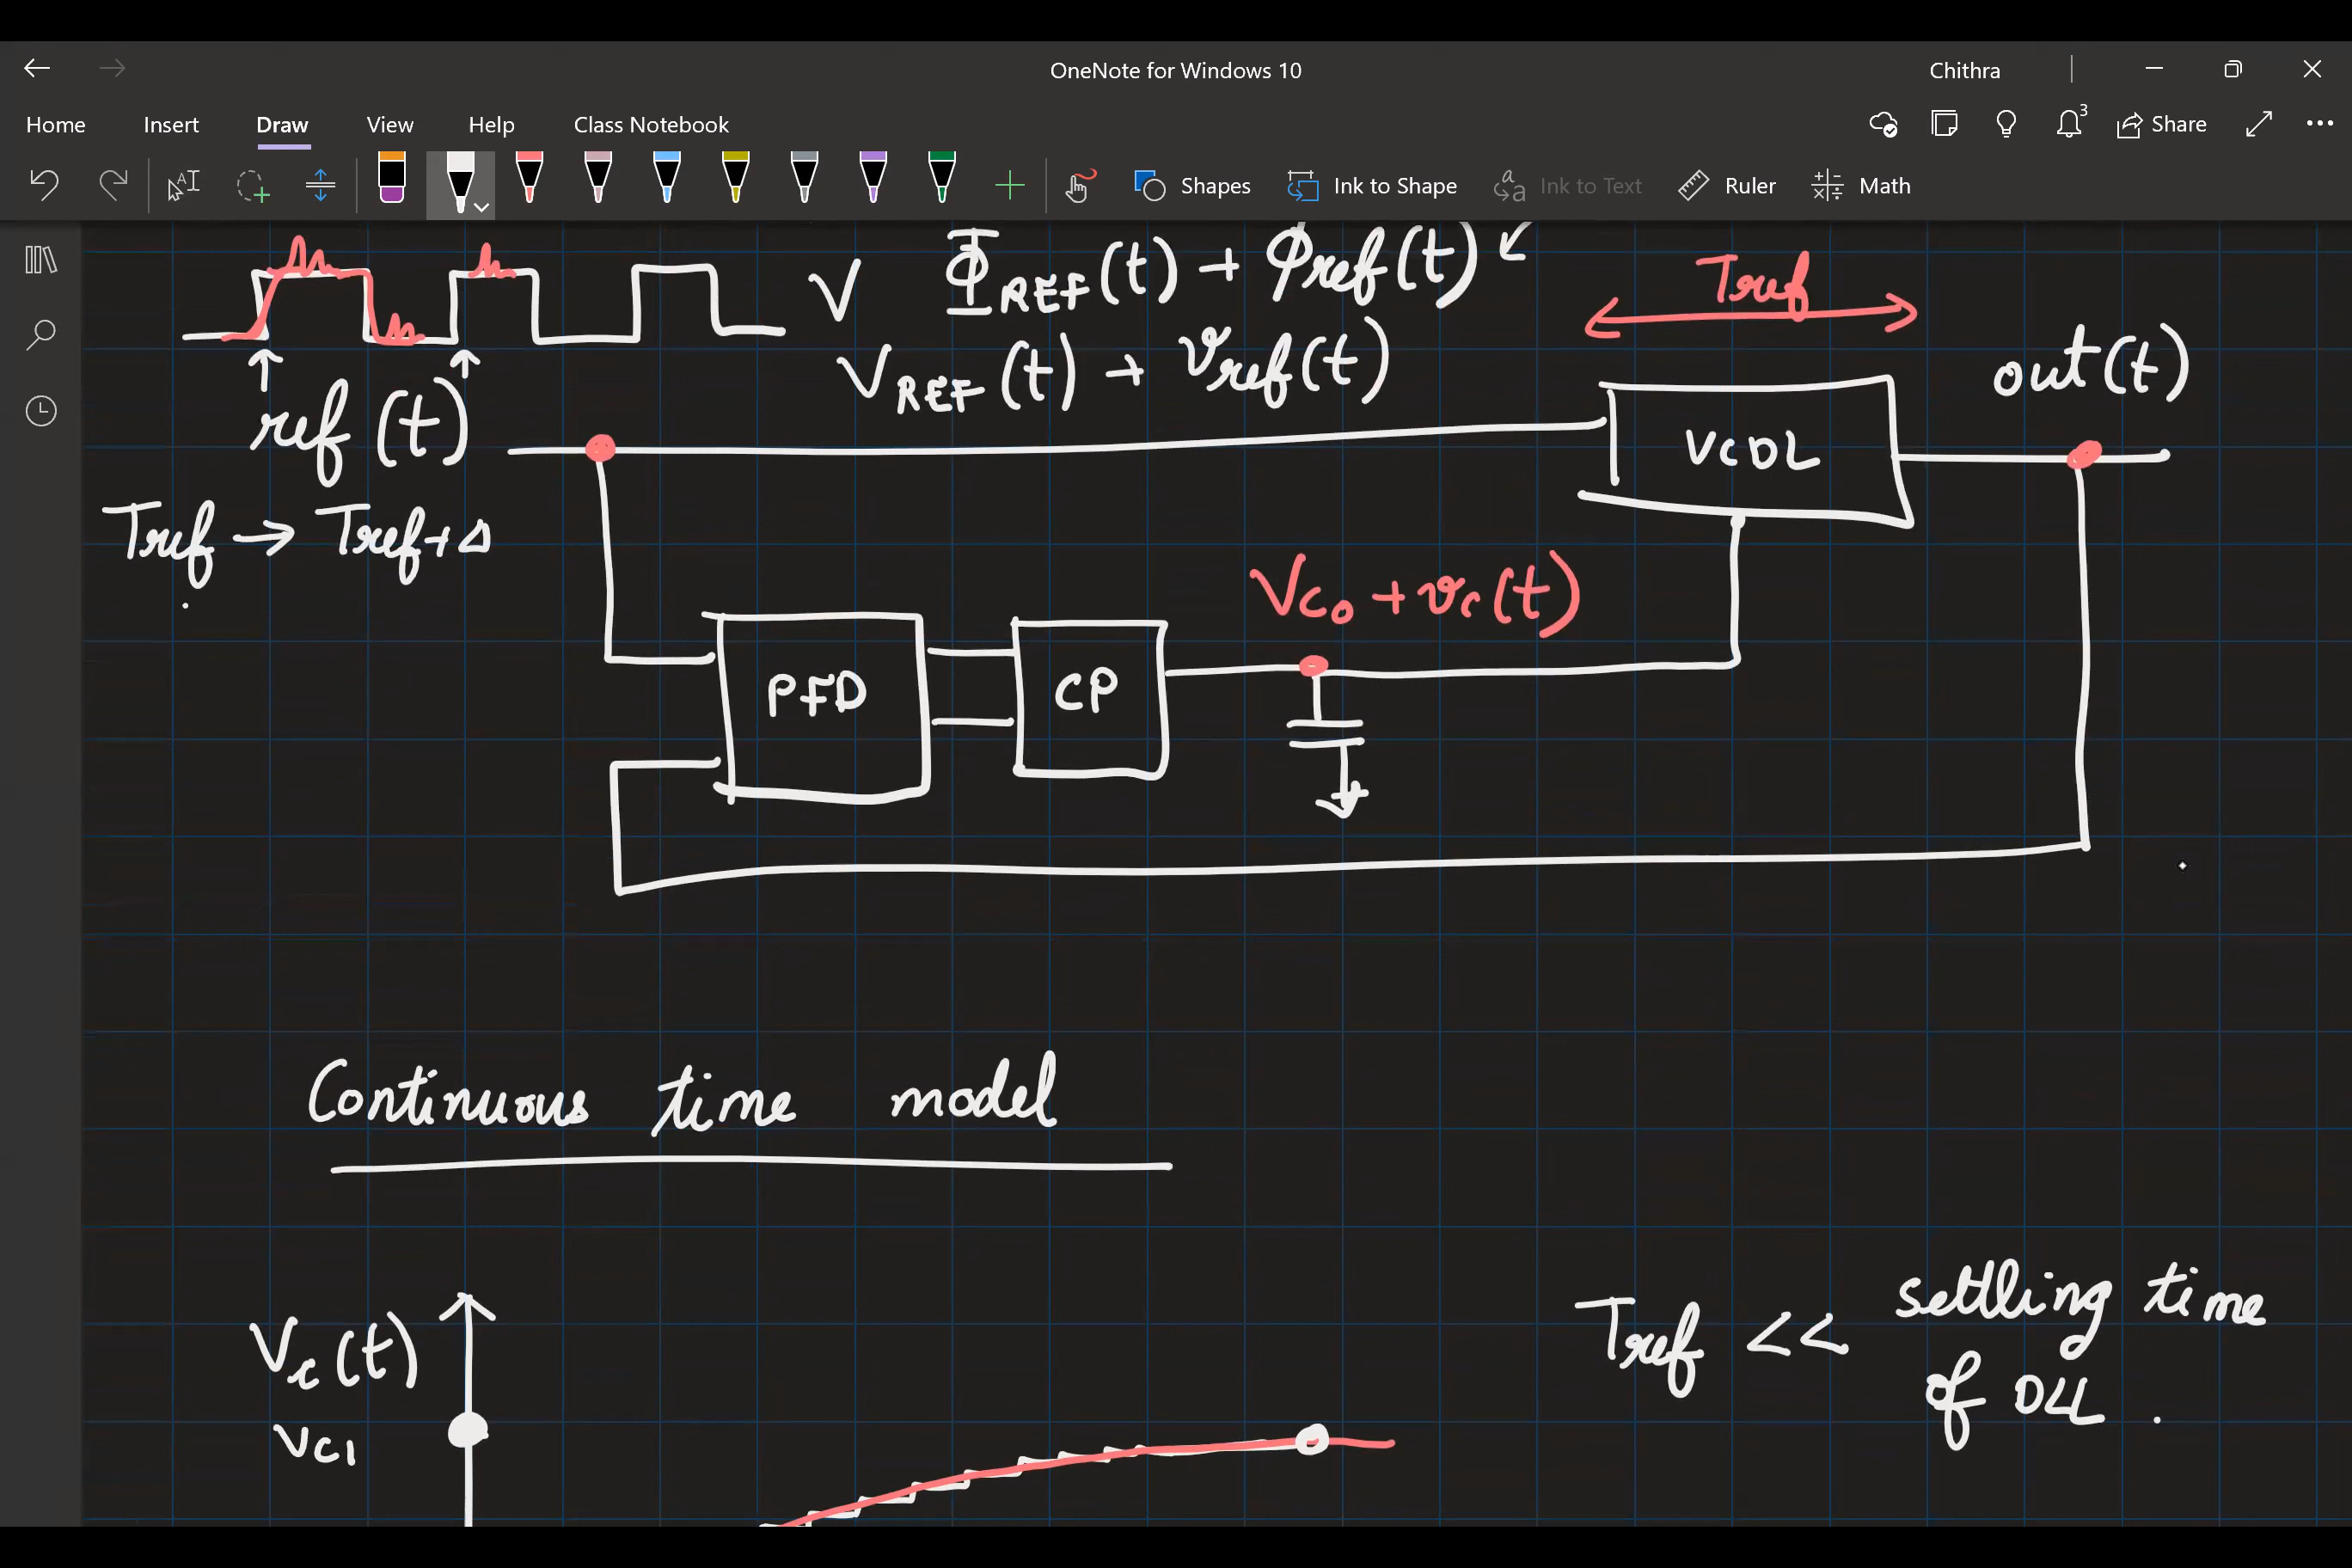 OneNote for Windows 10
Chithra
Home Insert Draw View Help Class Notebook
3 Share
Shapes Ink to Shape Ink to Text Ruler Math
V Φ_REF(t) + φref(t)
V_REF(t) + vref(t)
Tref
out(t)
ref(t)
VCDL
Tref → Tref+Δ
Vc₀ + vc(t)
PFD
CP
Continuous time model
Tref << settling time
of DLL.
Vc(t)
VC1